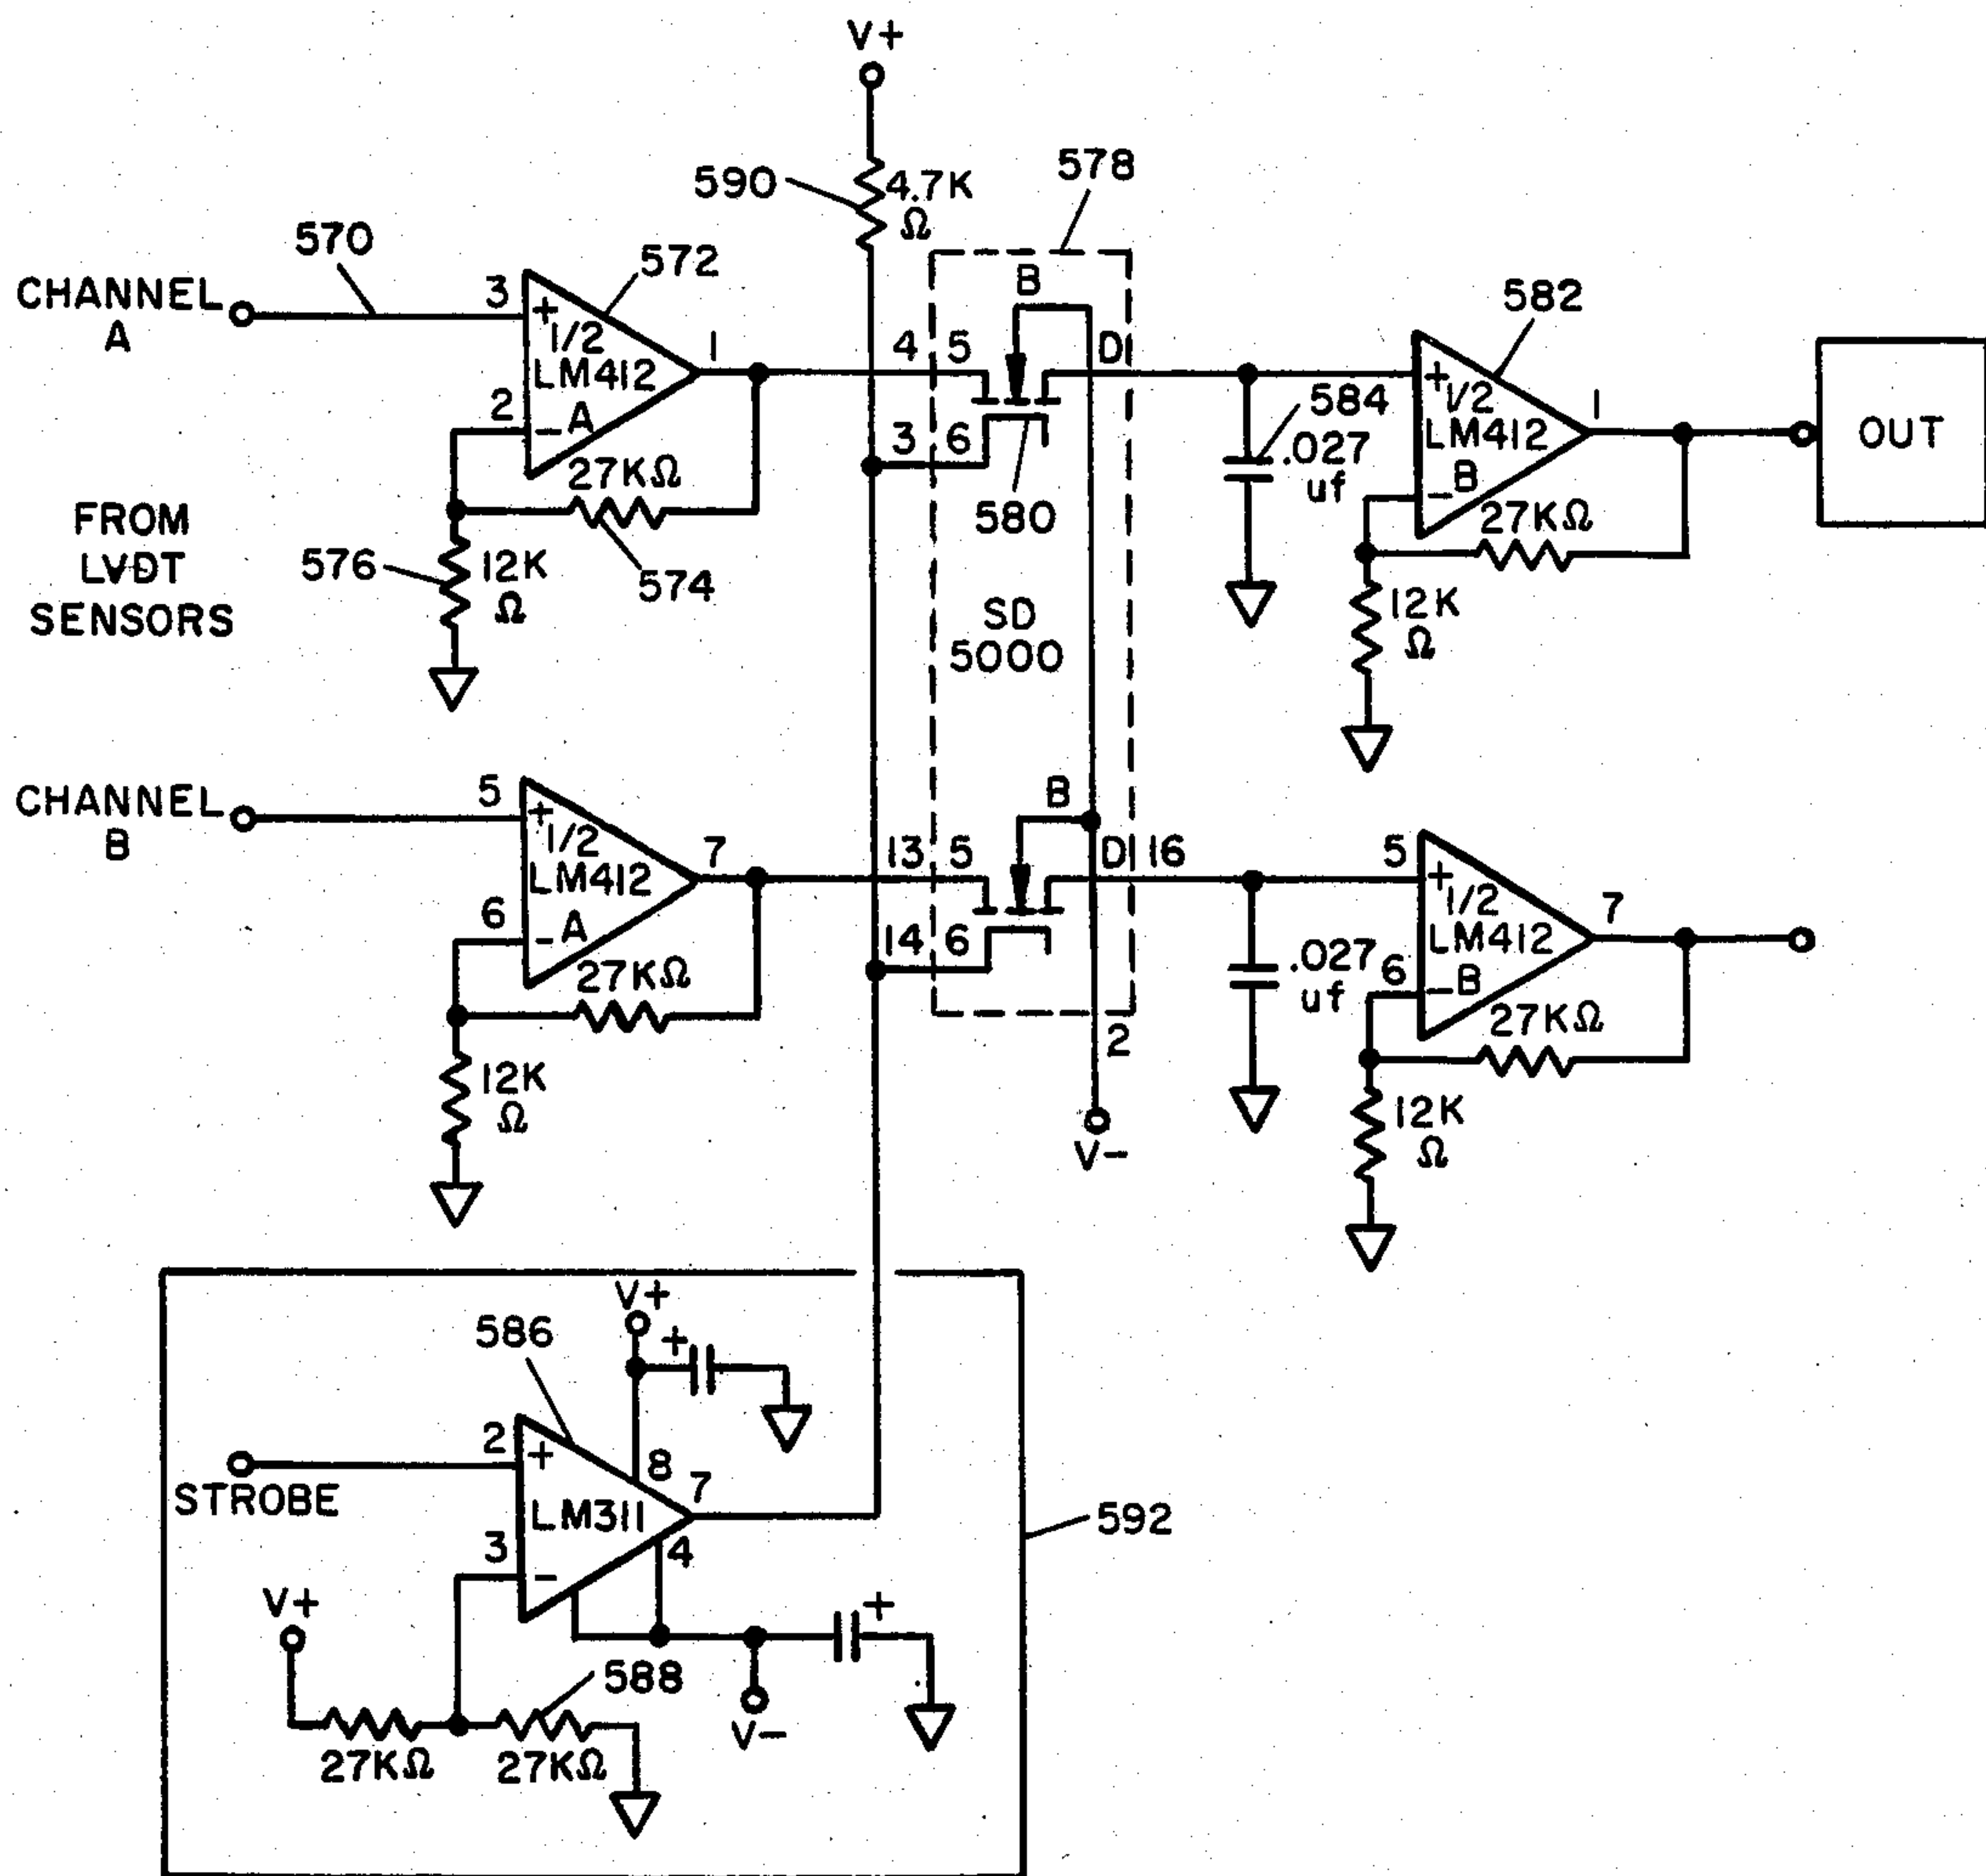 V+
590
4.7K
Ω
578
570
572
582
CHANNEL
A
3
+
1/2
LM412
A
1
2
-
27KΩ
574
576
12K
Ω
4
5
B
D
3
6
580
584
.027
uf
+
1/2
LM412
B
1
-
27KΩ
12K
Ω
OUT
FROM
LVDT
SENSORS
SD
5000
CHANNEL
B
5
+
1/2
LM412
A
7
6
-
27KΩ
12K
Ω
13
5
B
D
16
14
6
2
V-
.027
uf
5
+
1/2
LM412
B
7
6
-
27KΩ
12K
Ω
V+
+
586
2
+
8
7
STROBE
LM311
592
3
-
4
V+
+
588
V-
27KΩ
27KΩ